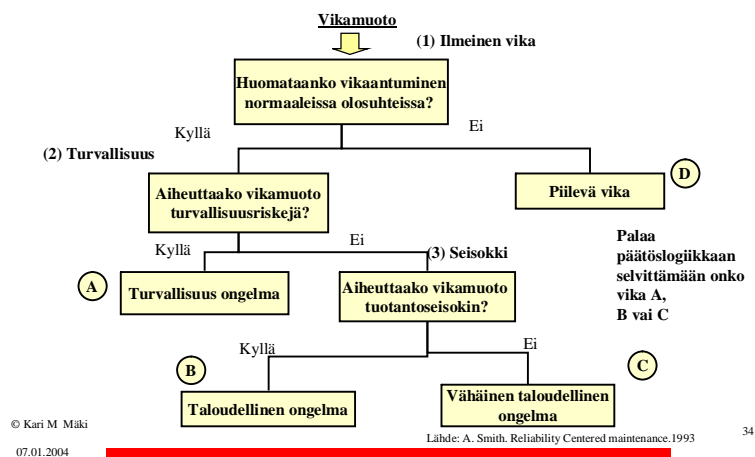 Vikamuoto
(1) Ilmeinen vika
Huomataanko vikaantuminen
normaaleissa olosuhteissa?
Kyllä
Ei
(2) Turvallisuus
Aiheuttaako vikamuoto
turvallisuusriskejä?
Piilevä vika
D
Kyllä
Ei
(3) Seisokki
Palaa
päätöslogiikkaan
selvittämään onko
vika A,
B vai C
A
Turvallisuus ongelma
Aiheuttaako vikamuoto
tuotantoseisokin?
Kyllä
Ei
B
C
Taloudellinen ongelma
Vähäinen taloudellinen
ongelma
© Kari M Mäki
Lähde: A. Smith. Reliability Centered maintenance.1993
34
07.01.2004